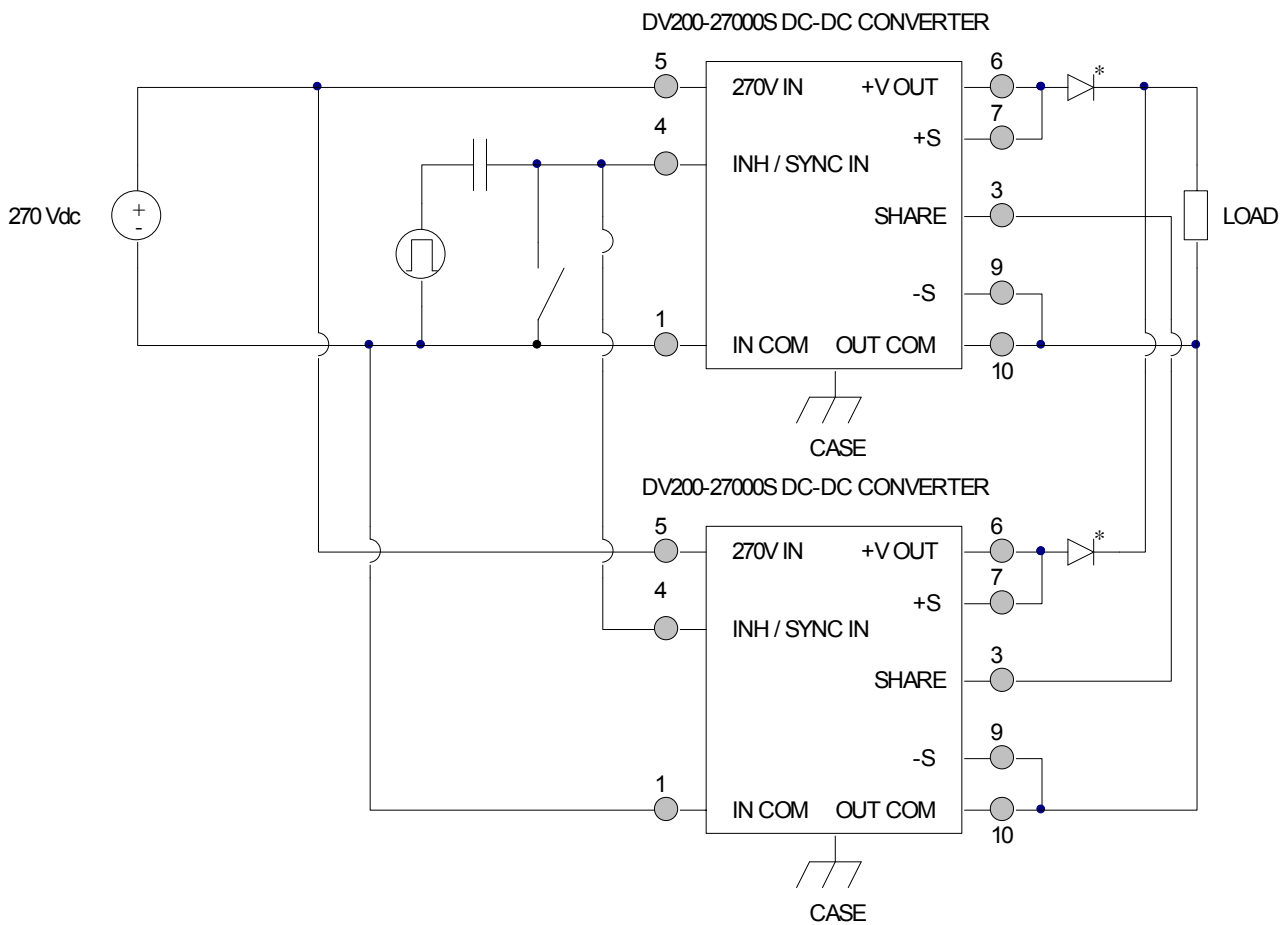 DV200-27000S DC-DC CONVERTER
5
270V IN
+V OUT
6
*
7
+S
4
INH / SYNC IN
3
SHARE
270 Vdc
+
-
LOAD
9
-S
1
IN COM
OUT COM
10
CASE
DV200-27000S DC-DC CONVERTER
5
270V IN
+V OUT
6
*
7
+S
4
INH / SYNC IN
3
SHARE
9
-S
1
IN COM
OUT COM
10
CASE